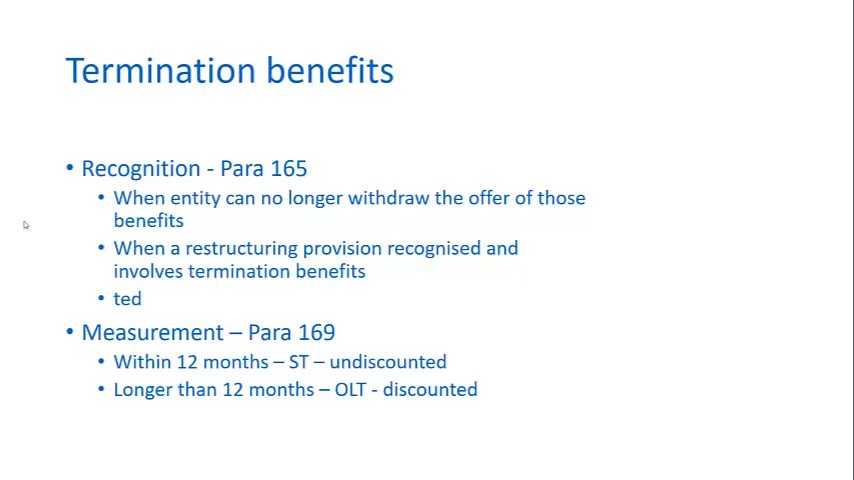 Termination benefits
• Recognition - Para 165
• When entity can no longer withdraw the offer of those
benefits
• When a restructuring provision recognised and
involves termination benefits
• ted
• Measurement – Para 169
• Within 12 months – ST – undiscounted
• Longer than 12 months – OLT - discounted